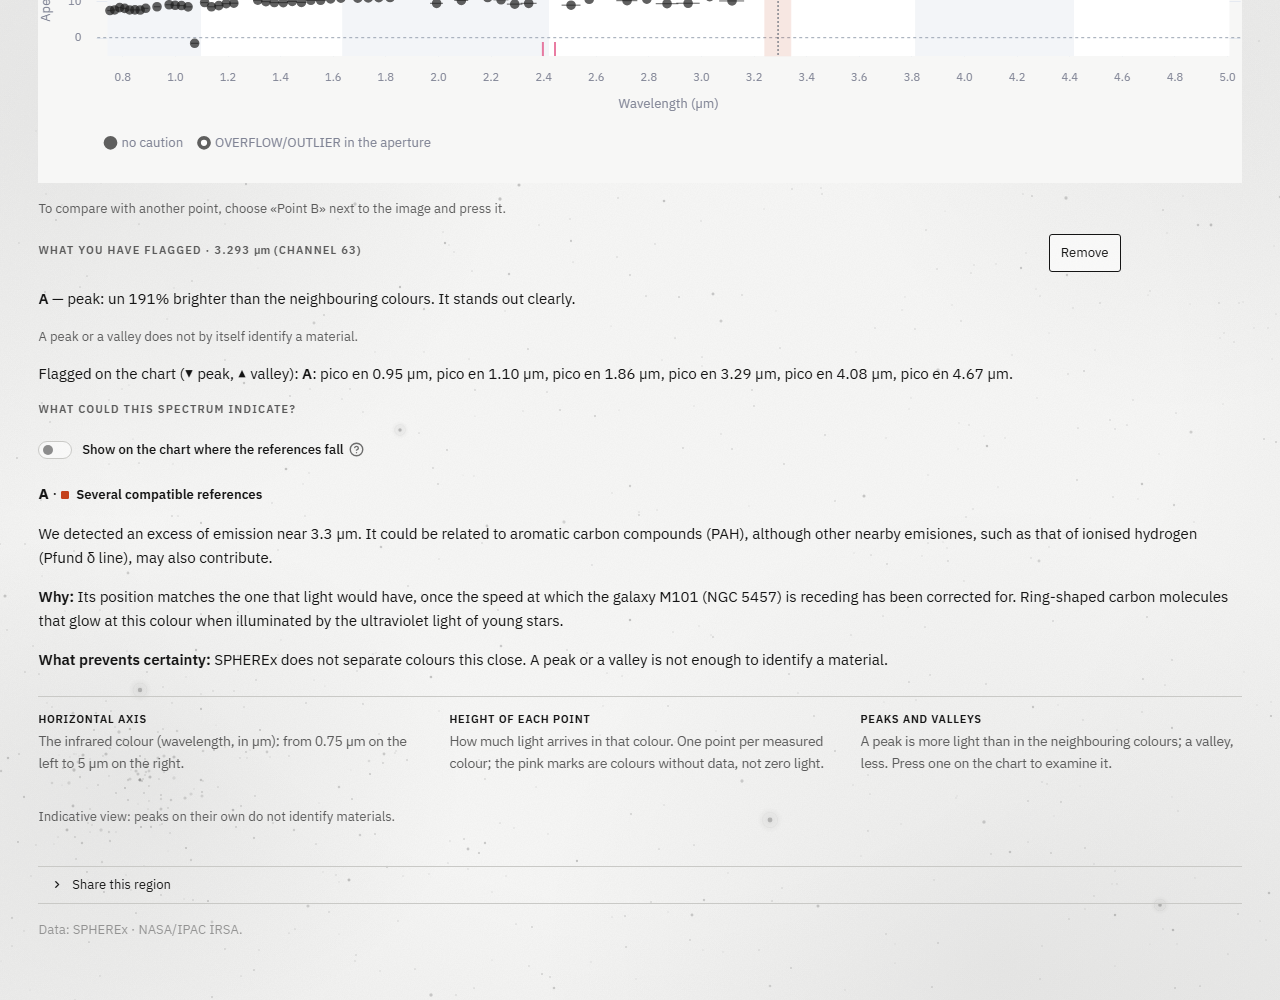 Ape
10
0
0.8 1.0 1.2 1.4 1.6 1.8 2.0 2.2 2.4 2.6 2.8 3.0 3.2 3.4 3.6 3.8 4.0 4.2 4.4 4.6 4.8 5.0
Wavelength (µm)
no caution OVERFLOW/OUTLIER in the aperture
To compare with another point, choose «Point B» next to the image and press it.
WHAT YOU HAVE FLAGGED · 3.293 µm (CHANNEL 63)
Remove
A — peak: un 191% brighter than the neighbouring colours. It stands out clearly.
A peak or a valley does not by itself identify a material.
Flagged on the chart (▼ peak, ▲ valley): A: pico en 0.95 µm, pico en 1.10 µm, pico en 1.86 µm, pico en 3.29 µm, pico en 4.08 µm, pico en 4.67 µm.
WHAT COULD THIS SPECTRUM INDICATE?
Show on the chart where the references fall ?
A · Several compatible references
We detected an excess of emission near 3.3 µm. It could be related to aromatic carbon compounds (PAH), although other nearby emisiones, such as that of ionised hydrogen
(Pfund δ line), may also contribute.
Why: Its position matches the one that light would have, once the speed at which the galaxy M101 (NGC 5457) is receding has been corrected for. Ring-shaped carbon molecules
that glow at this colour when illuminated by the ultraviolet light of young stars.
What prevents certainty: SPHEREx does not separate colours this close. A peak or a valley is not enough to identify a material.
HORIZONTAL AXIS
The infrared colour (wavelength, in µm): from 0.75 µm on the
left to 5 µm on the right.
HEIGHT OF EACH POINT
How much light arrives in that colour. One point per measured
colour; the pink marks are colours without data, not zero light.
PEAKS AND VALLEYS
A peak is more light than in the neighbouring colours; a valley,
less. Press one on the chart to examine it.
Indicative view: peaks on their own do not identify materials.
Share this region
Data: SPHEREx · NASA/IPAC IRSA.